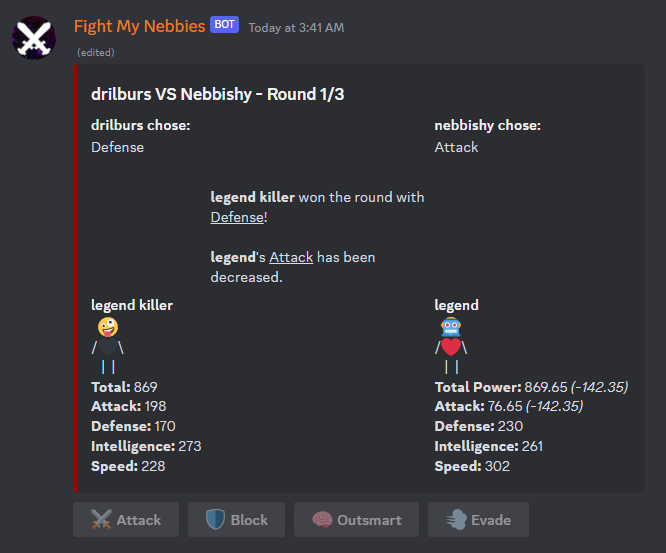 Fight My Nebbies BOT Today at 3:41 AM
(edited)
drilburs VS Nebbishy - Round 1/3
drilburs chose:
Defense
nebbishy chose:
Attack
legend killer won the round with
Defense!
legend's Attack has been
decreased.
legend killer
🤪
/🖤\
| |
Total: 869
Attack: 198
Defense: 170
Intelligence: 273
Speed: 228
legend
🤖
/❤️\
| |
Total Power: 869.65 (-142.35)
Attack: 76.65 (-142.35)
Defense: 230
Intelligence: 261
Speed: 302
Attack
Block
Outsmart
Evade